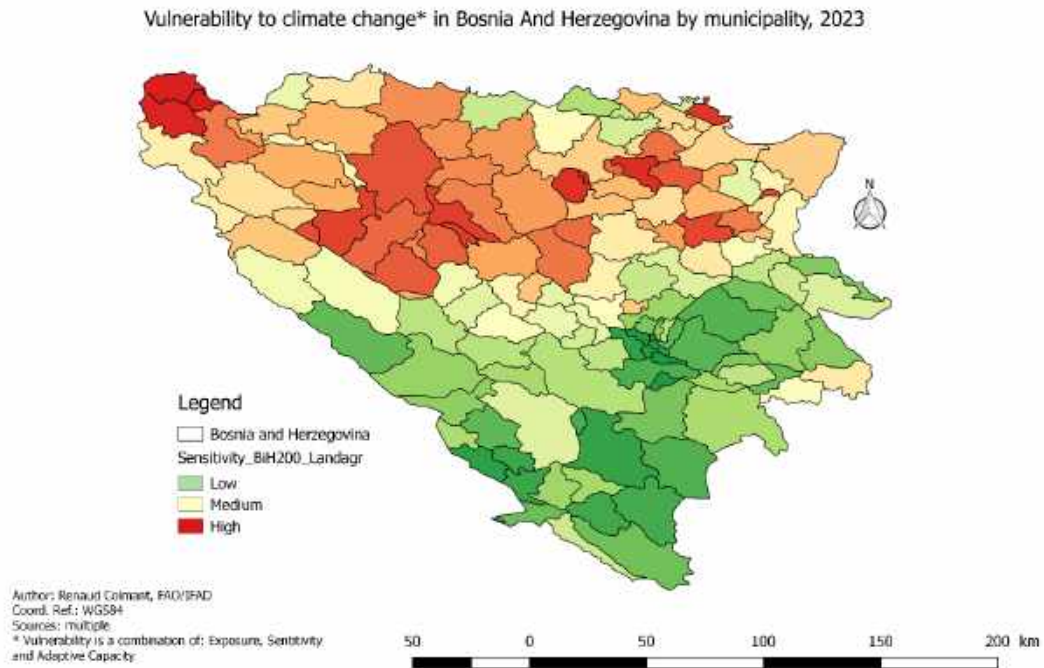 Vulnerability to climate change* in Bosnia And Herzegovina by municipality, 2023
N
Legend
Bosnia and Herzegovina
Sensitivity_BiH200_Landagr
Low
Medium
High
Author: Renaud Colmant, FAO/IFAD
Coord. Ref.: WGS84
Sources: multiple
* Vulnerability is a combination of: Exposure, Sentitivity
and Adaptive Capacity
50 0 50 100 150 200 km